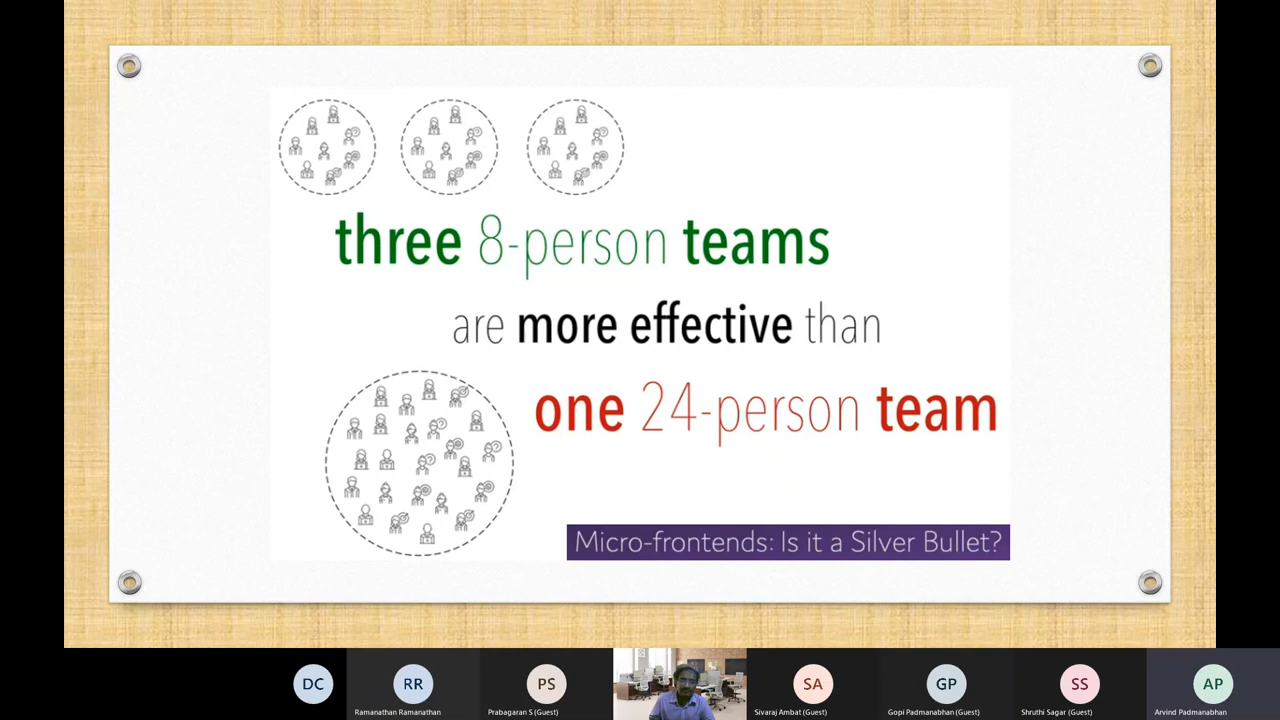 three 8-person teams
are more effective than
one 24-person team
Micro-frontends: Is it a Silver Bullet?
DC
RR
PS
SA
GP
SS
AP
Ramanathan Ramanathan
Prabagaran S (Guest)
Sivaraj Ambat (Guest)
Gopi Padmanabhan (Guest)
Shruthi Sagar (Guest)
Arvind Padmanabhan